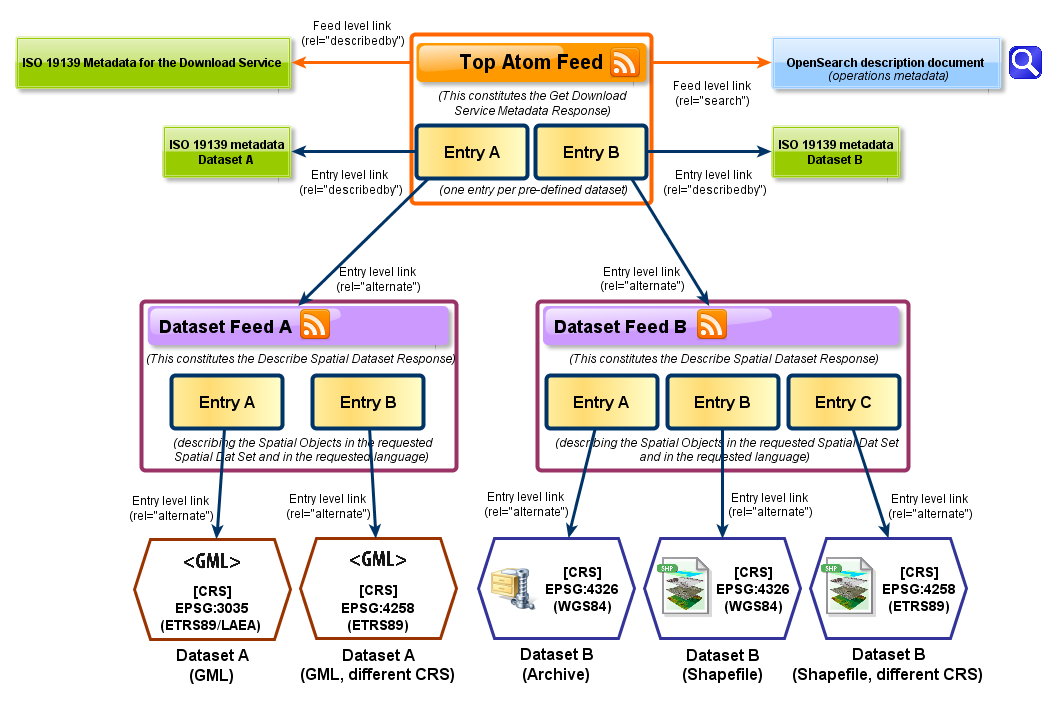 Feed level link
(rel="describedby")
ISO 19139 Metadata for the Download Service
Top Atom Feed
OpenSearch description document
(operations metadata)
Feed level link
(rel="search")
(This constitutes the Get Download
Service Metadata Response)
ISO 19139 metadata
Dataset A
Entry A
Entry B
ISO 19139 metadata
Dataset B
Entry level link
(rel="describedby")
(one entry per pre-defined dataset)
Entry level link
(rel="describedby")
Entry level link
(rel="alternate")
Entry level link
(rel="alternate")
Dataset Feed A
(This constitutes the Describe Spatial Dataset Response)
Entry A
Entry B
(describing the Spatial Objects in the requested
Spatial Dat Set and in the requested language)
Dataset Feed B
(This constitutes the Describe Spatial Dataset Response)
Entry A
Entry B
Entry C
(describing the Spatial Objects in the requested Spatial Dat Set
and in the requested language)
Entry level link
(rel="alternate")
Entry level link
(rel="alternate")
Entry level link
(rel="alternate")
Entry level link
(rel="alternate")
Entry level link
(rel="alternate")
<GML>
[CRS]
EPSG:3035
(ETRS89/LAEA)
Dataset A
(GML)
<GML>
[CRS]
EPSG:4258
(ETRS89)
Dataset A
(GML, different CRS)
[CRS]
EPSG:4326
(WGS84)
Dataset B
(Archive)
SHP
[CRS]
EPSG:4326
(WGS84)
Dataset B
(Shapefile)
SHP
[CRS]
EPSG:4258
(ETRS89)
Dataset B
(Shapefile, different CRS)